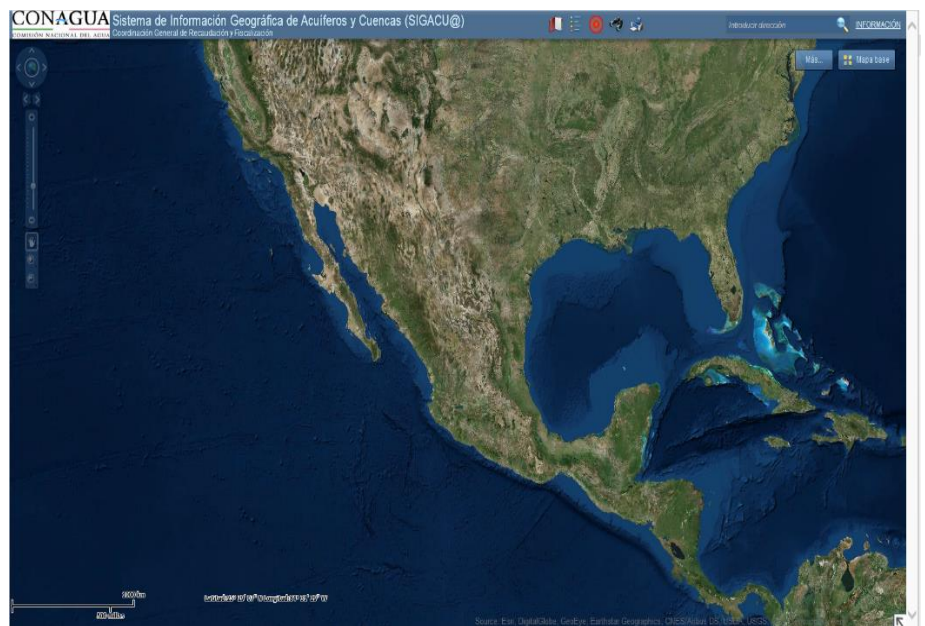 CONAGUA
COMISIÓN NACIONAL DEL AGUA
Sistema de Información Geográfica de Acuíferos y Cuencas (SIGACU@)
Coordinación General de Recaudación y Fiscalización
Introducir dirección
INFORMACIÓN
Más...
Mapa base
Source: Esri, DigitalGlobe, GeoEye, Earthstar Geographics, CNES/Airbus DS, USDA, USGS